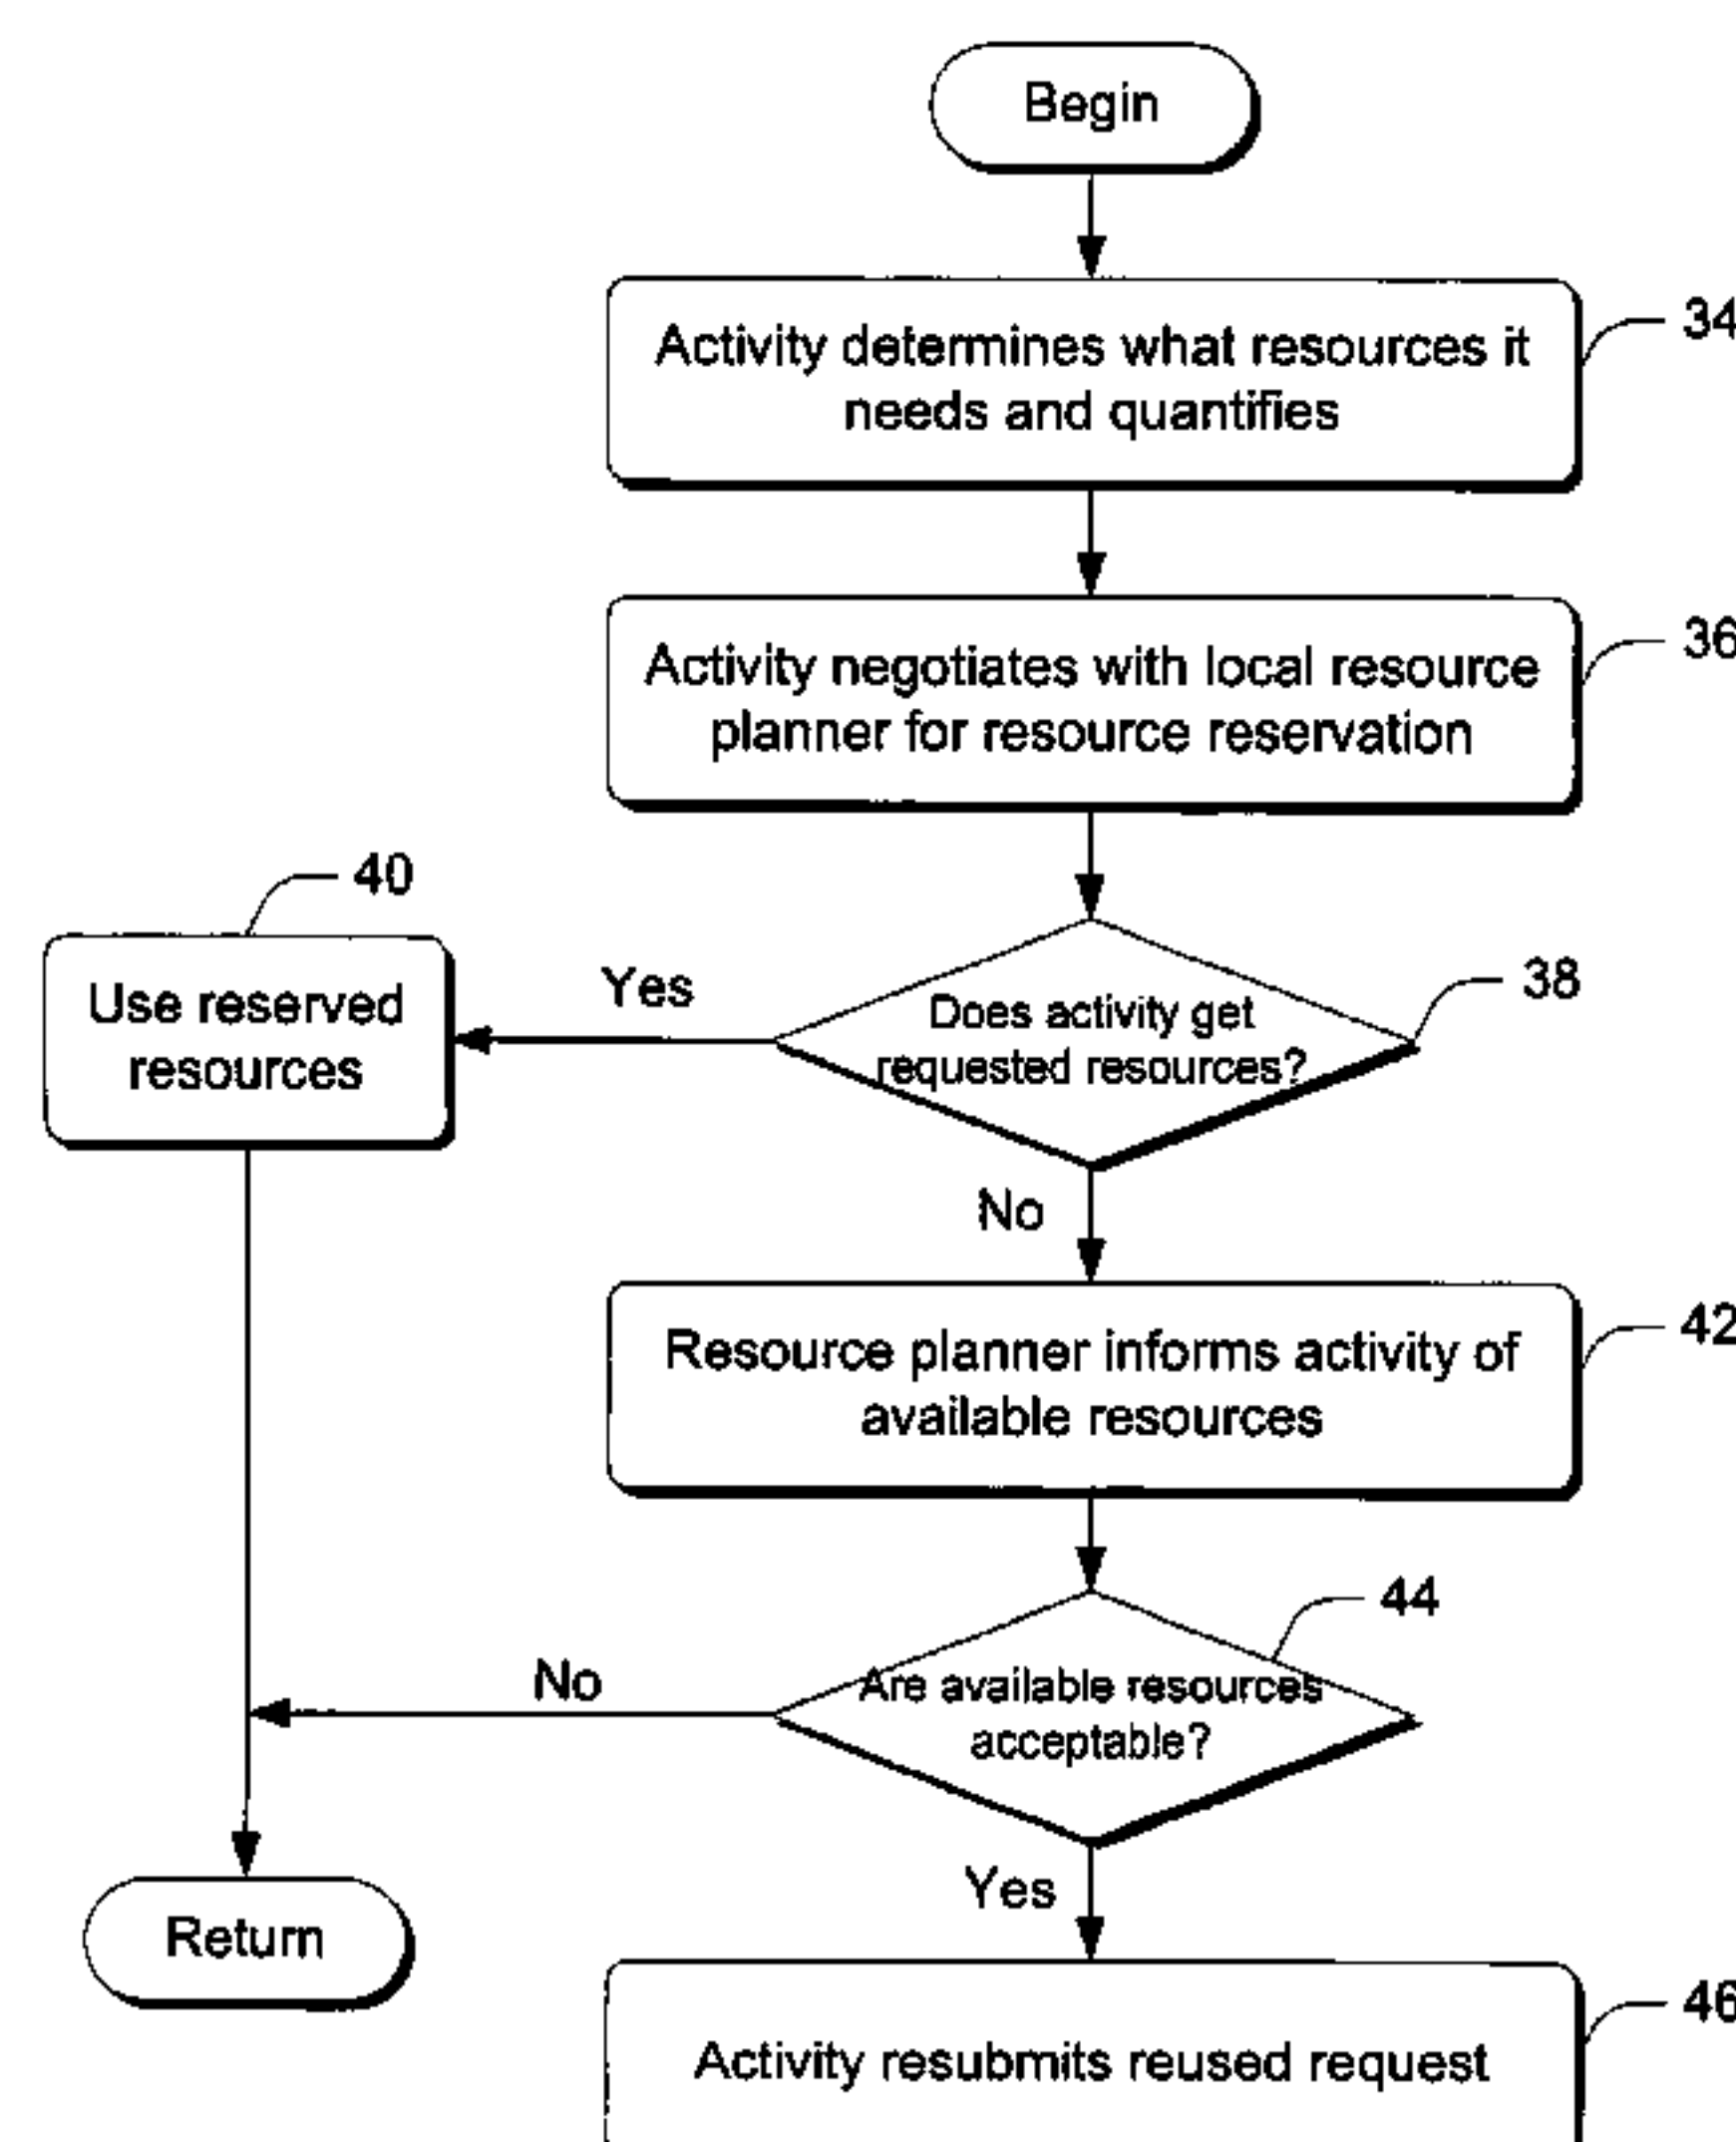 Begin
Activity determines what resources it
needs and quantifies
34
Activity negotiates with local resource
planner for resource reservation
36
40
Use reserved
resources
Yes
Does activity get
requested resources?
38
No
Resource planner informs activity of
available resources
42
44
No
Are available resources
acceptable?
Yes
Return
Activity resubmits reused request
46